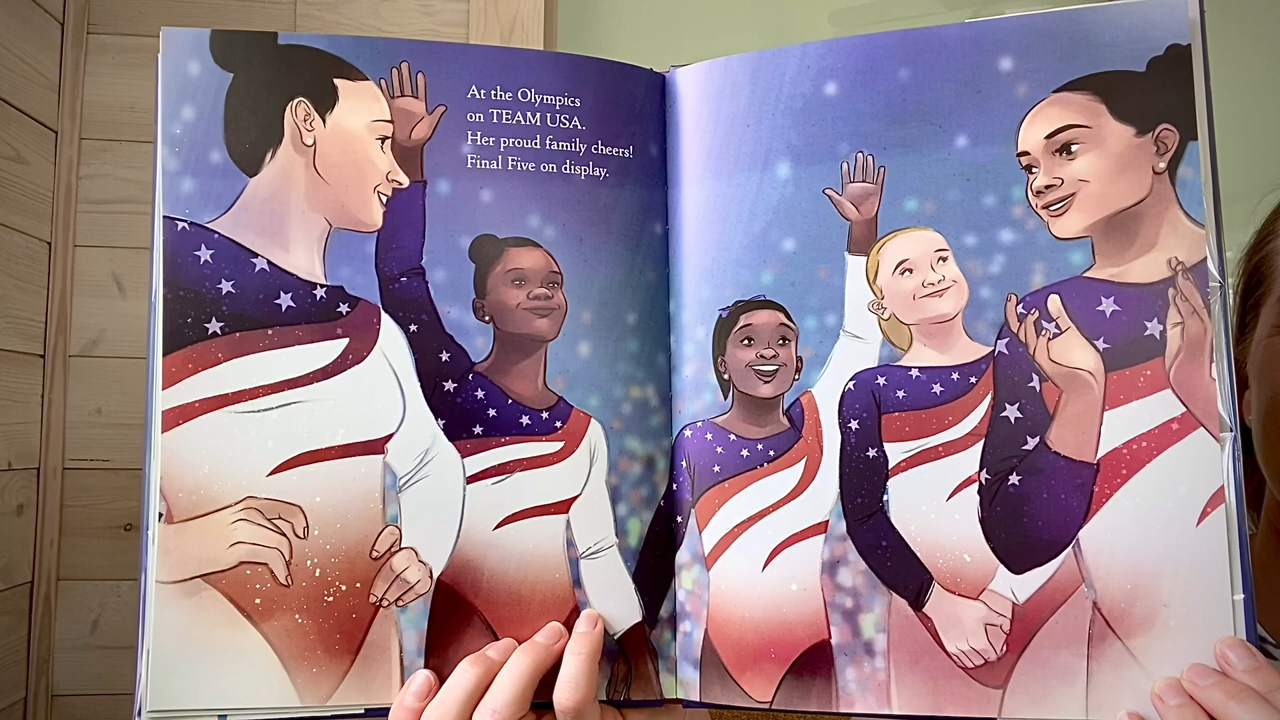 At the Olympics
on TEAM USA.
Her proud family cheers!
Final Five on display.